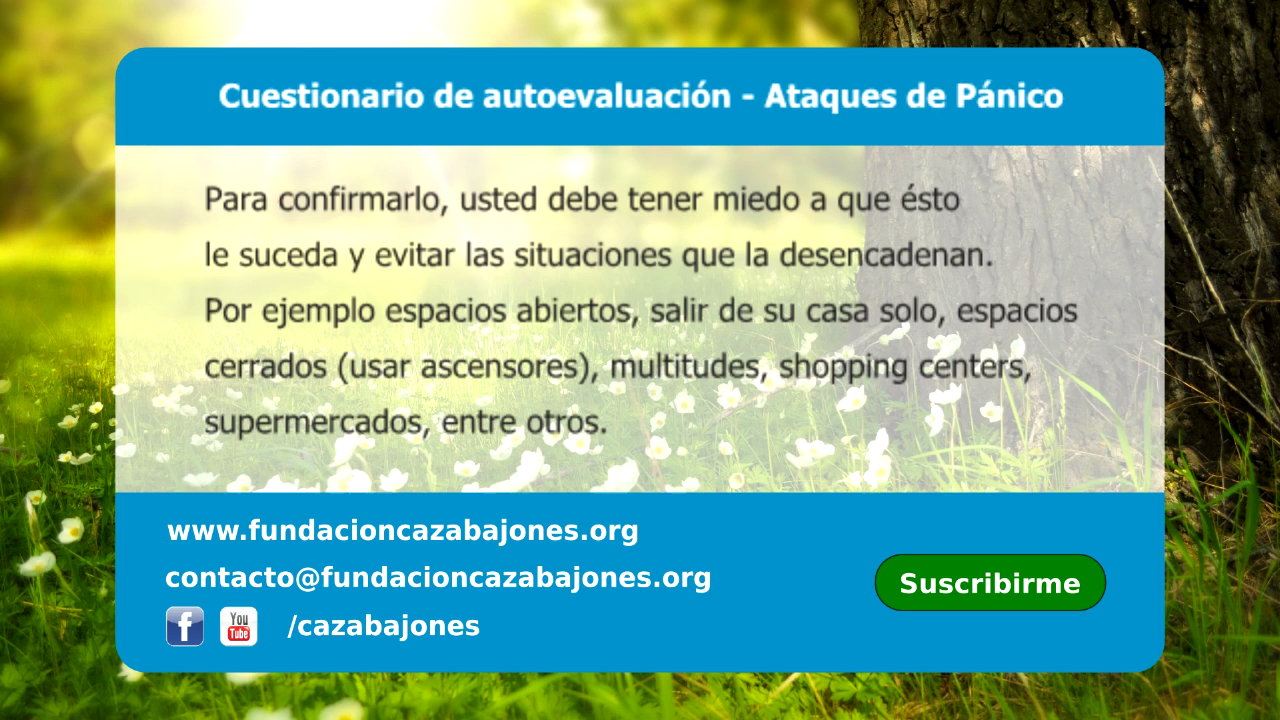 Cuestionario de autoevaluación - Ataques de Pánico
Para confirmarlo, usted debe tener miedo a que ésto
le suceda y evitar las situaciones que la desencadenan.
Por ejemplo espacios abiertos, salir de su casa solo, espacios
cerrados (usar ascensores), multitudes, shopping centers,
supermercados, entre otros.
www.fundacioncazabajones.org
contacto@fundacioncazabajones.org
Suscribirme
f You Tube /cazabajones